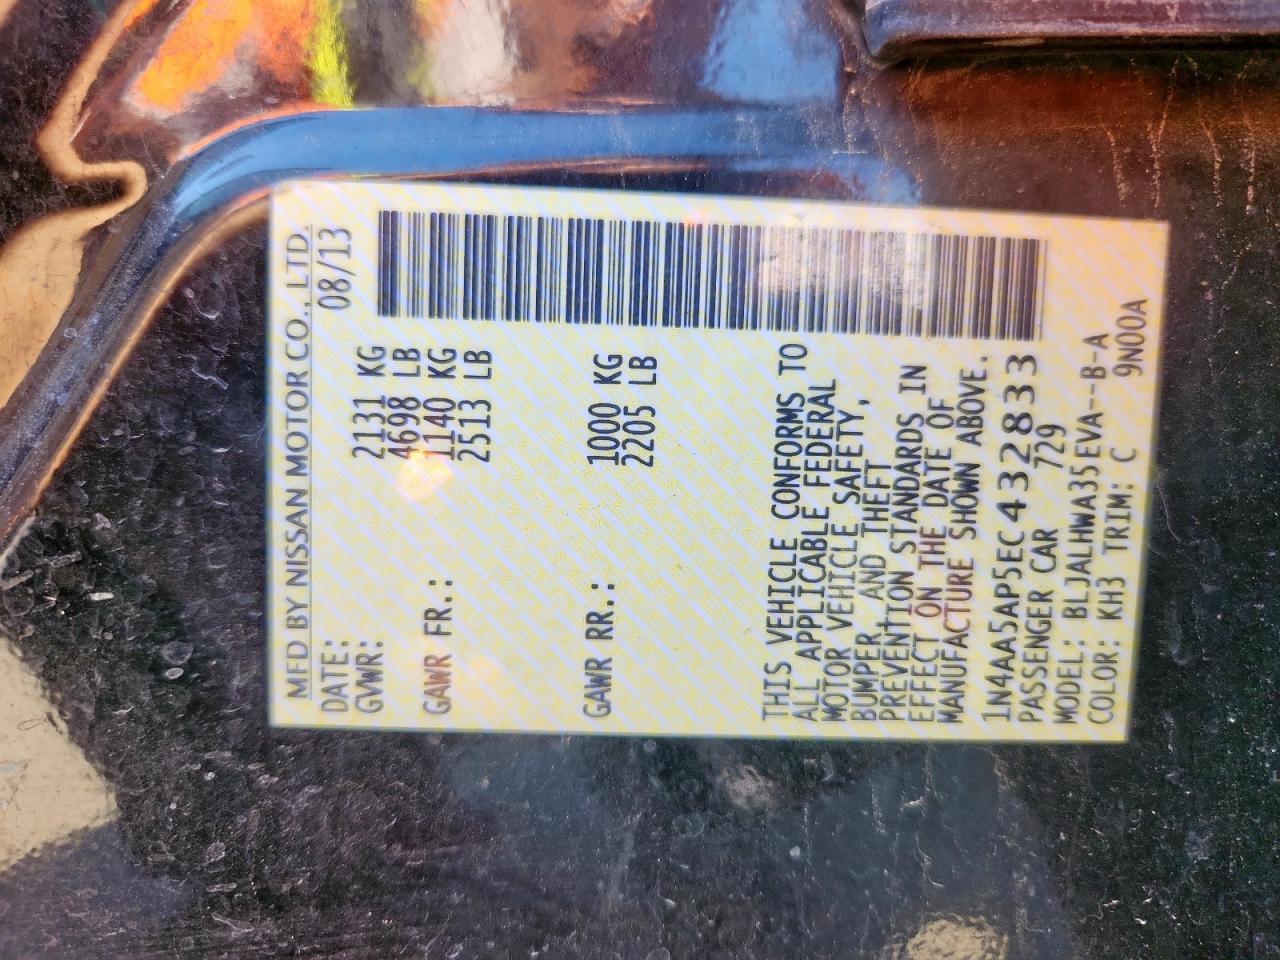 MFD BY NISSAN MOTOR CO., LTD.
DATE: 08/13
GVWR: 2131 KG
4698 LB
GAWR FR.: 1140 KG
2513 LB
GAWR RR.: 1000 KG
2205 LB
THIS VEHICLE CONFORMS TO
ALL APPLICABLE FEDERAL
MOTOR VEHICLE SAFETY,
BUMPER, AND THEFT
PREVENTION STANDARDS IN
EFFECT ON THE DATE OF
MANUFACTURE SHOWN ABOVE.
1N4AA5AP5EC432833
PASSENGER CAR 729
MODEL: BLJALHWA35EVA--B-A
COLOR: KH3 TRIM: C 9N00A